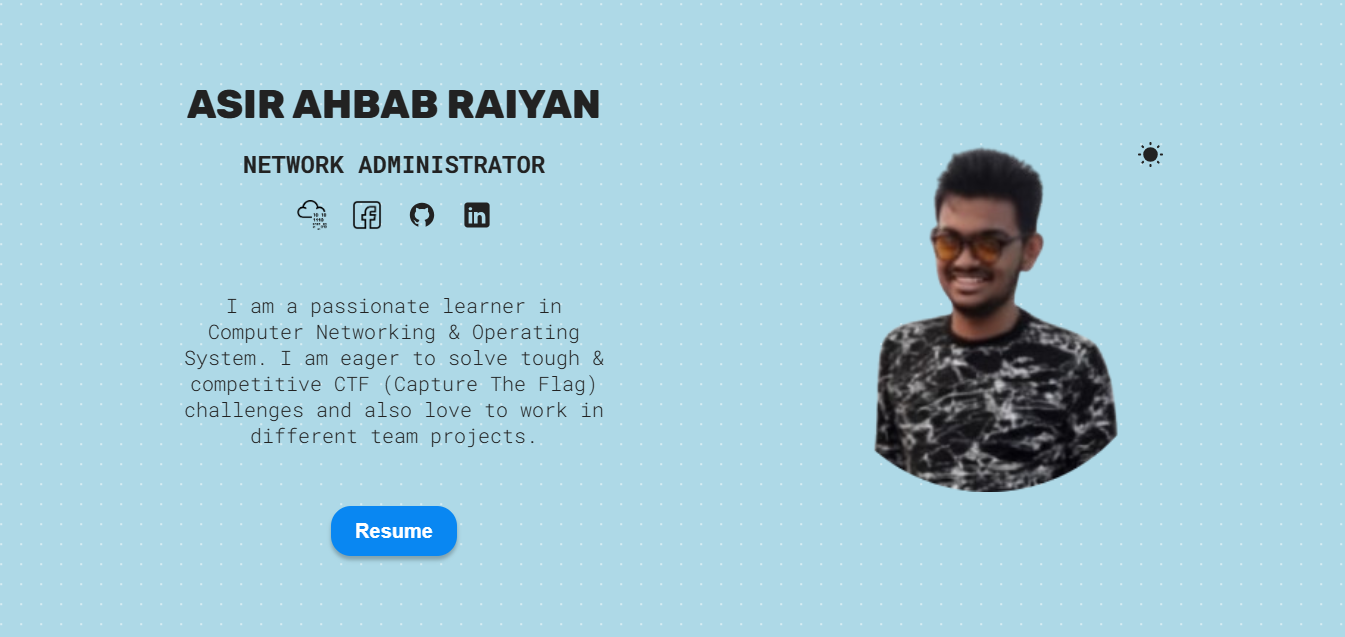 ASIR AHBAB RAIYAN
NETWORK ADMINISTRATOR
I am a passionate learner in
Computer Networking & Operating
System. I am eager to solve tough &
competitive CTF (Capture The Flag)
challenges and also love to work in
different team projects.
Resume